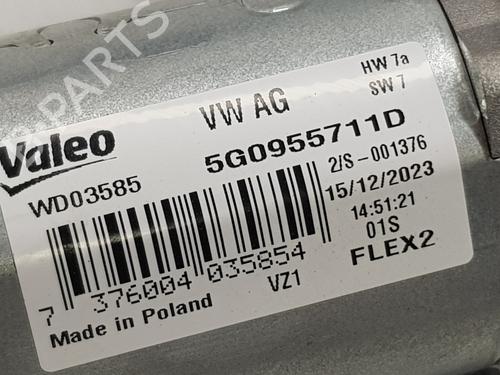 PARTS
HW 7a
VW AG
SW 7
Valeo
5G0955711D
WD03585
2/S-001376
15/12/2023
14:51:21
01S
FLEX2
7 376004 035854
VZ1
Made in Poland